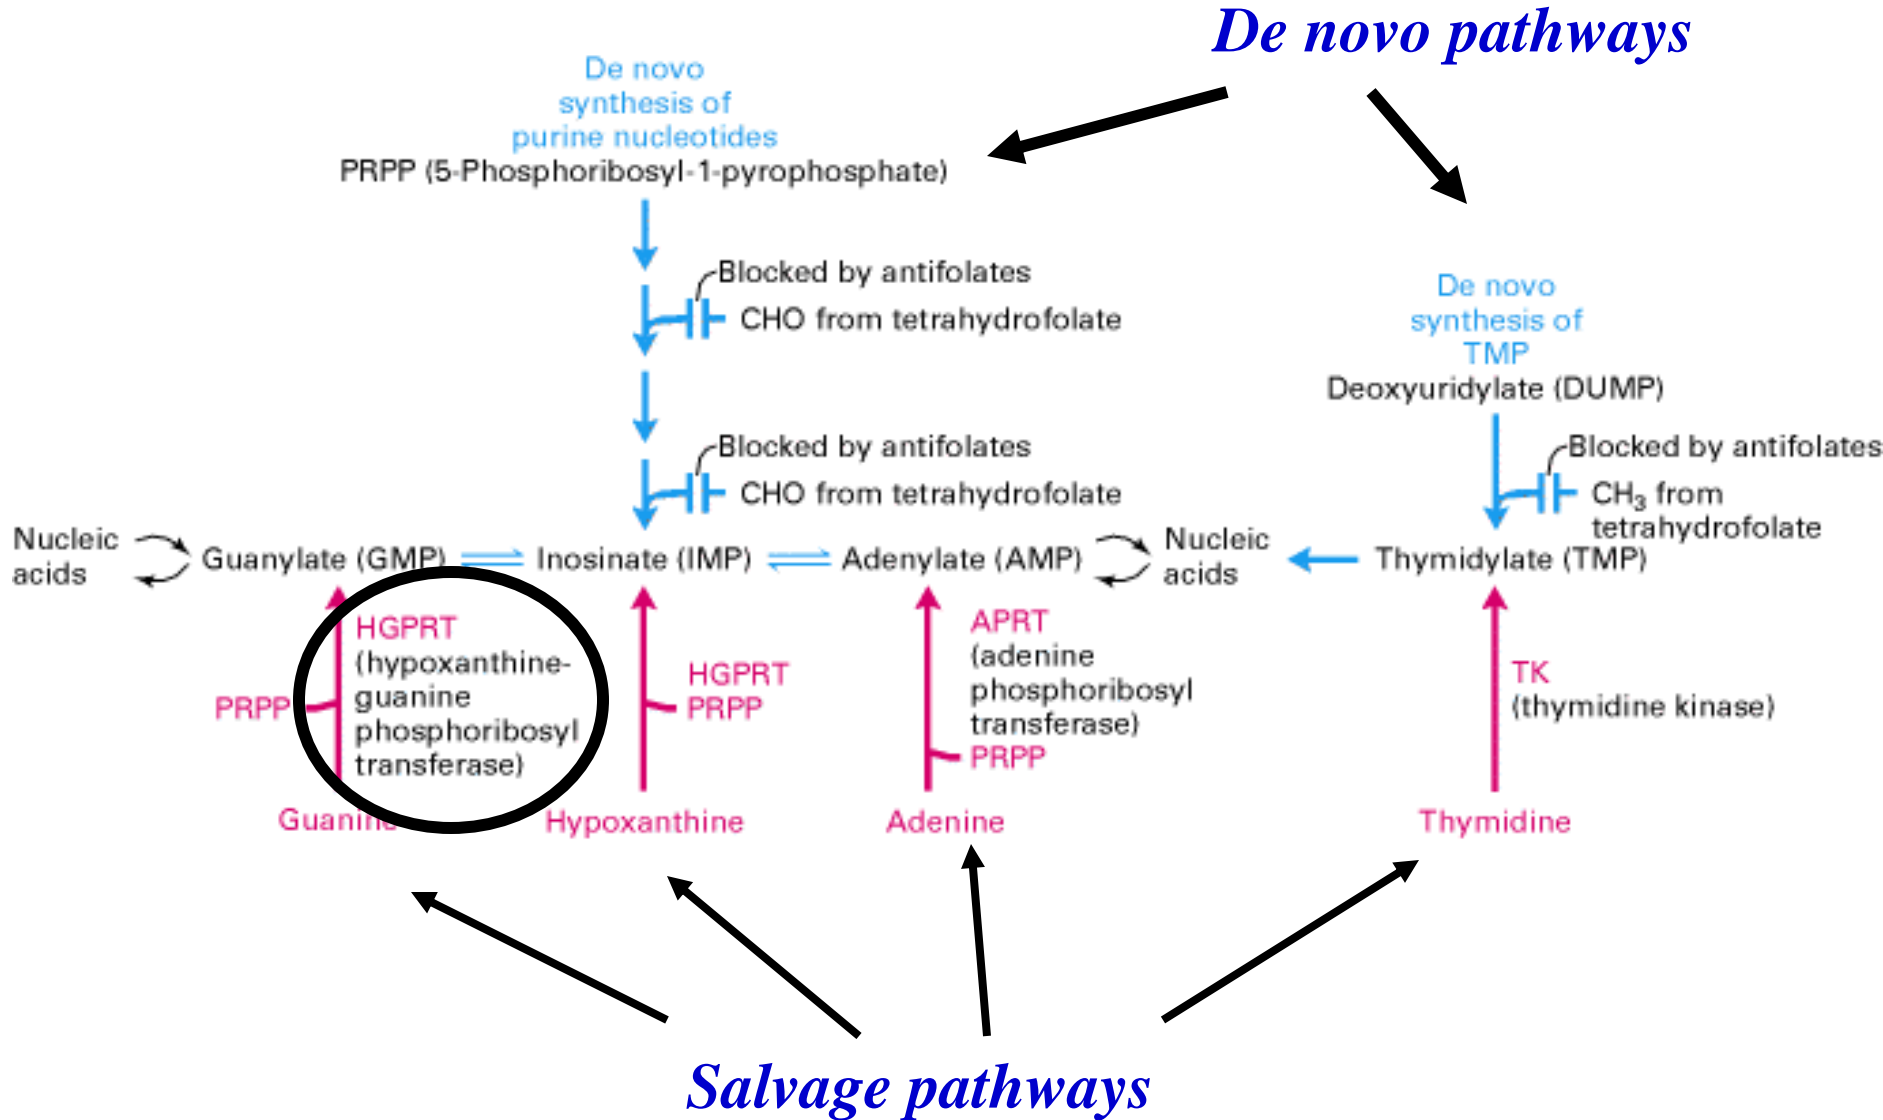 De novo pathways
De novo
synthesis of
purine nucleotides
PRPP (5-Phosphoribosyl-1-pyrophosphate)
Blocked by antifolates
CHO from tetrahydrofolate
De novo
synthesis of
TMP
Deoxyuridylate (DUMP)
Blocked by antifolates
CHO from tetrahydrofolate
Blocked by antifolates
CH3 from
tetrahydrofolate
Nucleic
acids
Guanylate (GMP)
Inosinate (IMP)
Adenylate (AMP)
Nucleic
acids
Thymidylate (TMP)
HGPRT
(hypoxanthine-
guanine
phosphoribosyl
transferase)
PRPP
HGPRT
PRPP
APRT
(adenine
phosphoribosyl
transferase)
PRPP
TK
(thymidine kinase)
Guanine
Hypoxanthine
Adenine
Thymidine
Salvage pathways